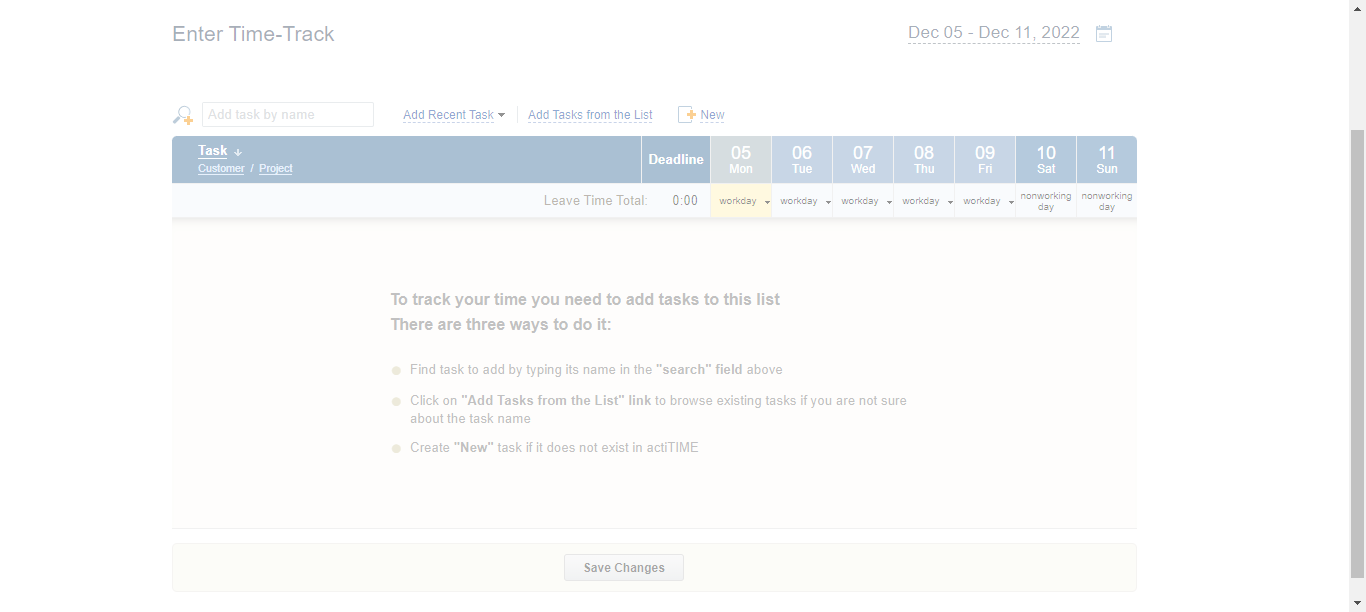 Enter Time-Track
Dec 05 - Dec 11, 2022
Add task by name
Add Recent Task
Add Tasks from the List
New
Task ↓
Customer / Project
Deadline
05 Mon
06 Tue
07 Wed
08 Thu
09 Fri
10 Sat
11 Sun
Leave Time Total: 0:00
workday
workday
workday
workday
workday
nonworking day
nonworking day
To track your time you need to add tasks to this list
There are three ways to do it:
Find task to add by typing its name in the "search" field above
Click on "Add Tasks from the List" link to browse existing tasks if you are not sure
about the task name
Create "New" task if it does not exist in actiTIME
Save Changes